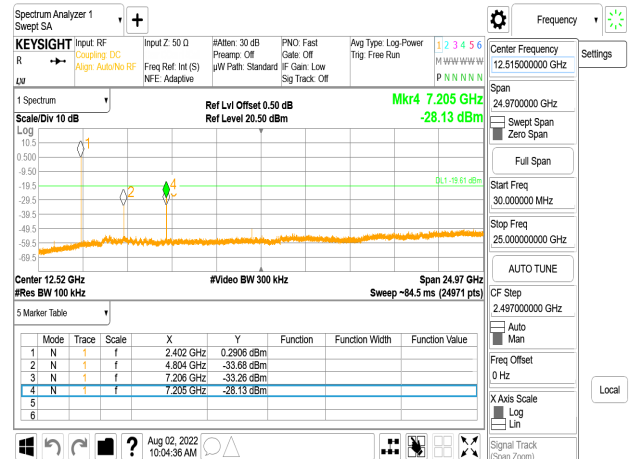 Spectrum Analyzer 1
Swept SA
Frequency
KEYSIGHT
R
LXI
Input: RF
Coupling: DC
Align: Auto/No RF
Input Z: 50 Ω
Freq Ref: Int (S)
NFE: Adaptive
#Atten: 30 dB
Preamp: Off
µW Path: Standard
PNO: Fast
Gate: Off
IF Gain: Low
Sig Track: Off
Avg Type: Log-Power
Trig: Free Run
1 2 3 4 5 6
M W W W W W
P N N N N N
Center Frequency
12.515000000 GHz
Settings
Span
24.9700000 GHz
Swept Span
Zero Span
Full Span
Start Freq
30.000000 MHz
Stop Freq
25.000000000 GHz
AUTO TUNE
CF Step
2.497000000 GHz
Auto
Man
Freq Offset
0 Hz
X Axis Scale
Log
Lin
Local
Signal Track
(Span Zoom)
1 Spectrum
Scale/Div 10 dB
Ref Lvl Offset 0.50 dB
Ref Level 20.50 dBm
Mkr4 7.205 GHz
-28.13 dBm
Log
10.5
0.500
-9.50
-19.5
-29.5
-39.5
-49.5
-59.5
-69.5
1
2
4
DL1 -19.61 dBm
Center 12.52 GHz
#Video BW 300 kHz
Span 24.97 GHz
#Res BW 100 kHz
Sweep ~84.5 ms (24971 pts)
5 Marker Table
Mode Trace Scale X Y Function Function Width Function Value
1 N 1 f 2.402 GHz 0.2906 dBm
2 N 1 f 4.804 GHz -33.68 dBm
3 N 1 f 7.206 GHz -33.26 dBm
4 N 1 f 7.205 GHz -28.13 dBm
5
6
?
Aug 02, 2022
10:04:36 AM